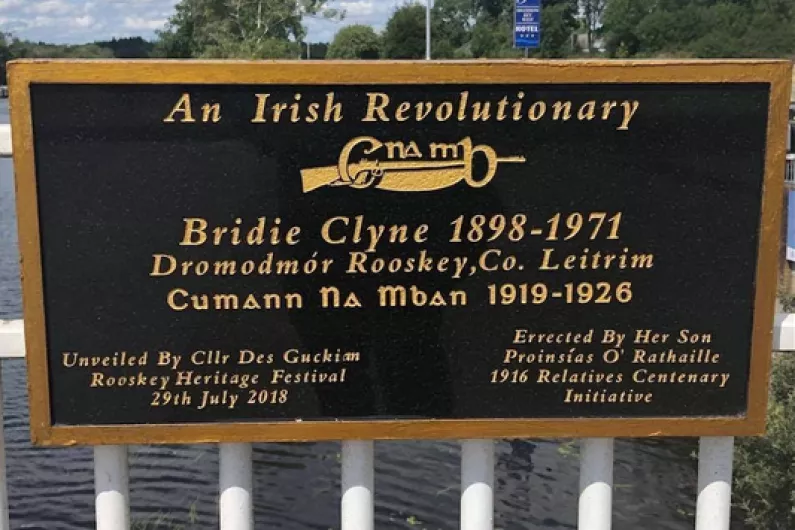 HOTEL
An Irish Revolutionary
C na mb
Bridie Clyne 1898-1971
Dromodmór Rooskey, Co. Leitrim
Cumann Na Mban 1919-1926
Unveiled By Cllr Des Guckian
Rooskey Heritage Festival
29th July 2018
Errected By Her Son
Proinsías O' Rathaille
1916 Relatives Centenary
Initiative